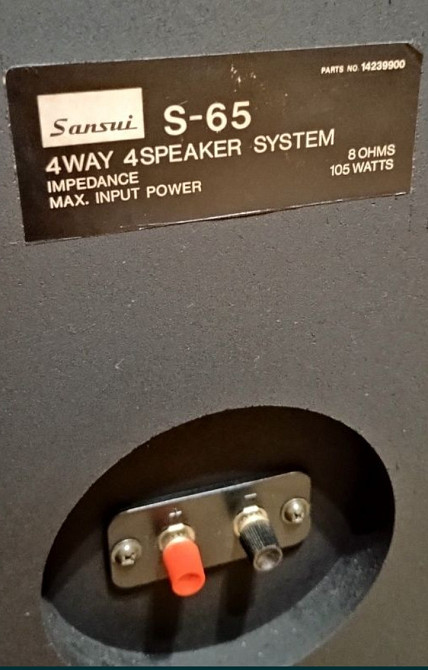 PARTS NO. 14239900
Sansui S-65
4WAY 4SPEAKER SYSTEM
IMPEDANCE 8 OHMS
MAX. INPUT POWER 105 WATTS